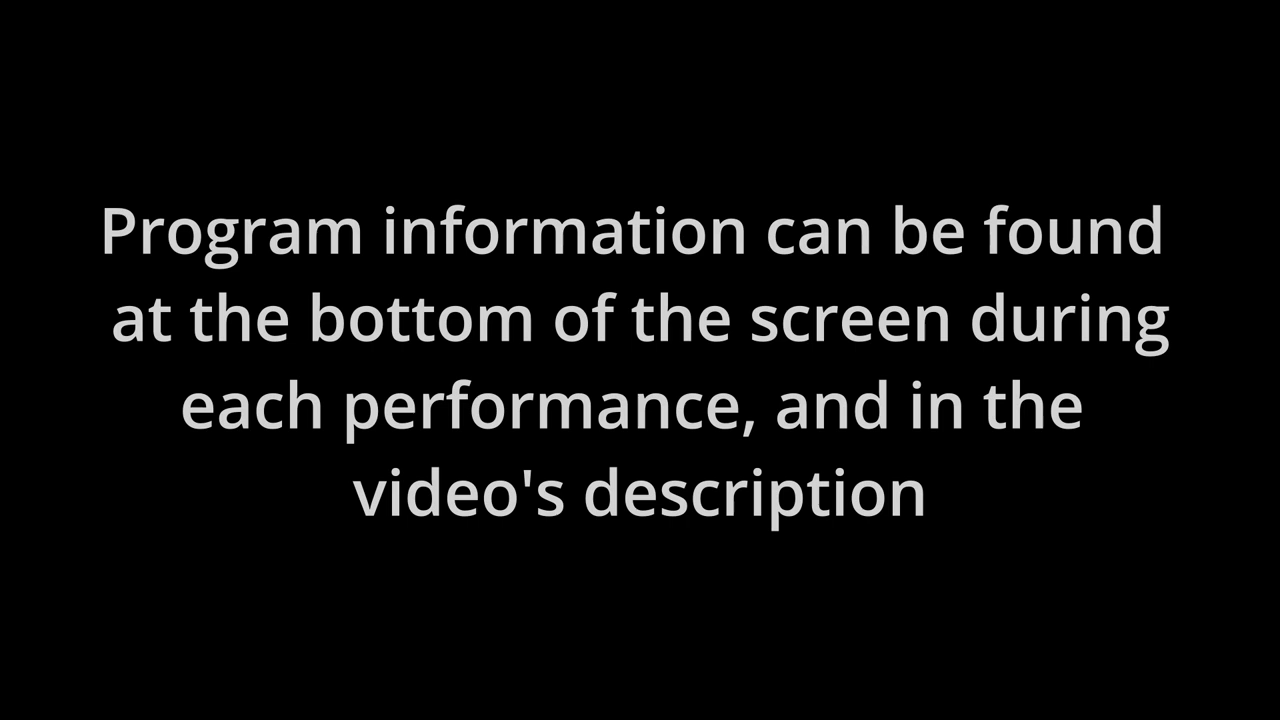 Program information can be found
at the bottom of the screen during
each performance, and in the
video's description